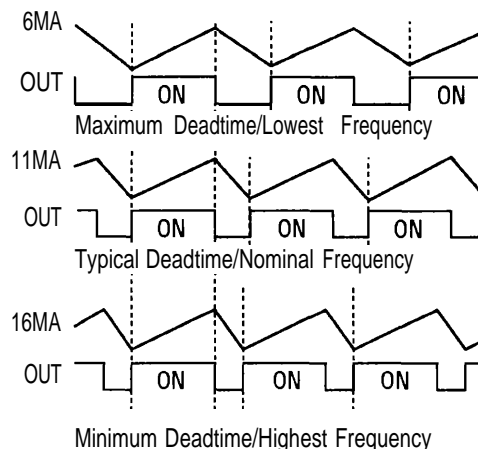 6MA
OUT ON ON ON
Maximum Deadtime/Lowest Frequency
11MA
OUT ON ON ON
Typical Deadtime/Nominal Frequency
16MA
OUT ON ON ON
Minimum Deadtime/Highest Frequency